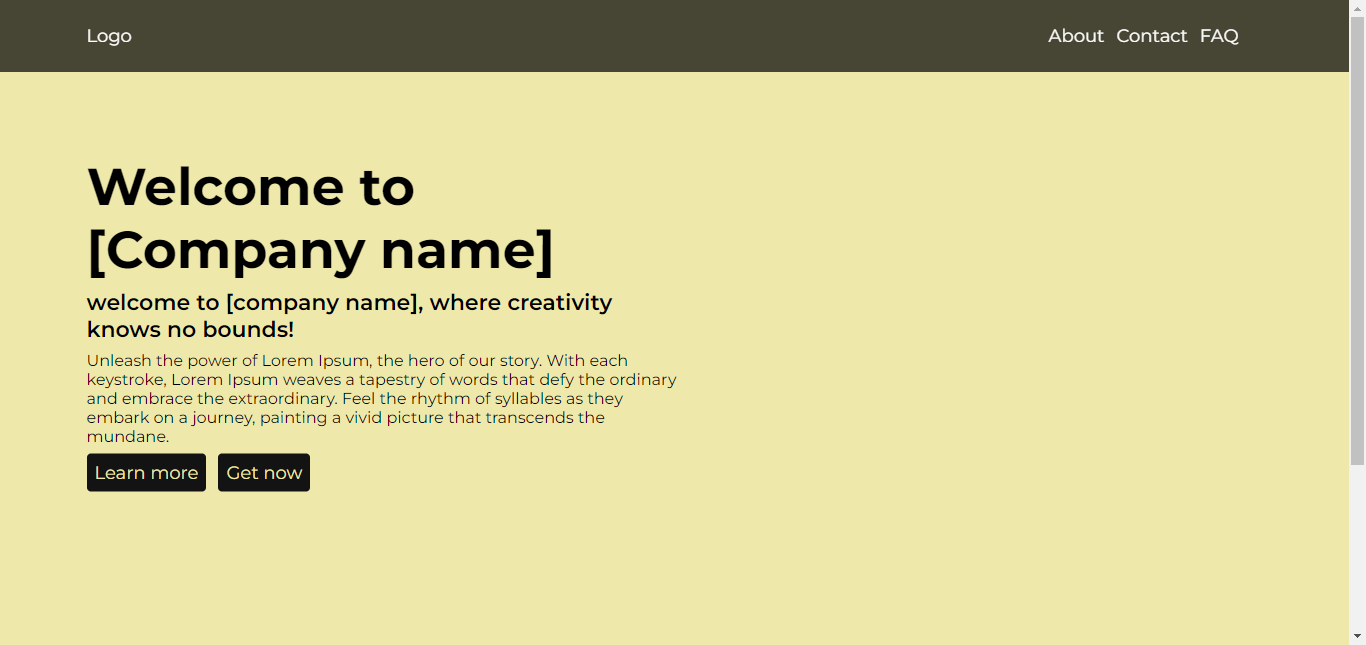 Logo
About Contact FAQ
Welcome to
[Company name]
welcome to [company name], where creativity
knows no bounds!
Unleash the power of Lorem Ipsum, the hero of our story. With each
keystroke, Lorem Ipsum weaves a tapestry of words that defy the ordinary
and embrace the extraordinary. Feel the rhythm of syllables as they
embark on a journey, painting a vivid picture that transcends the
mundane.
Learn more
Get now